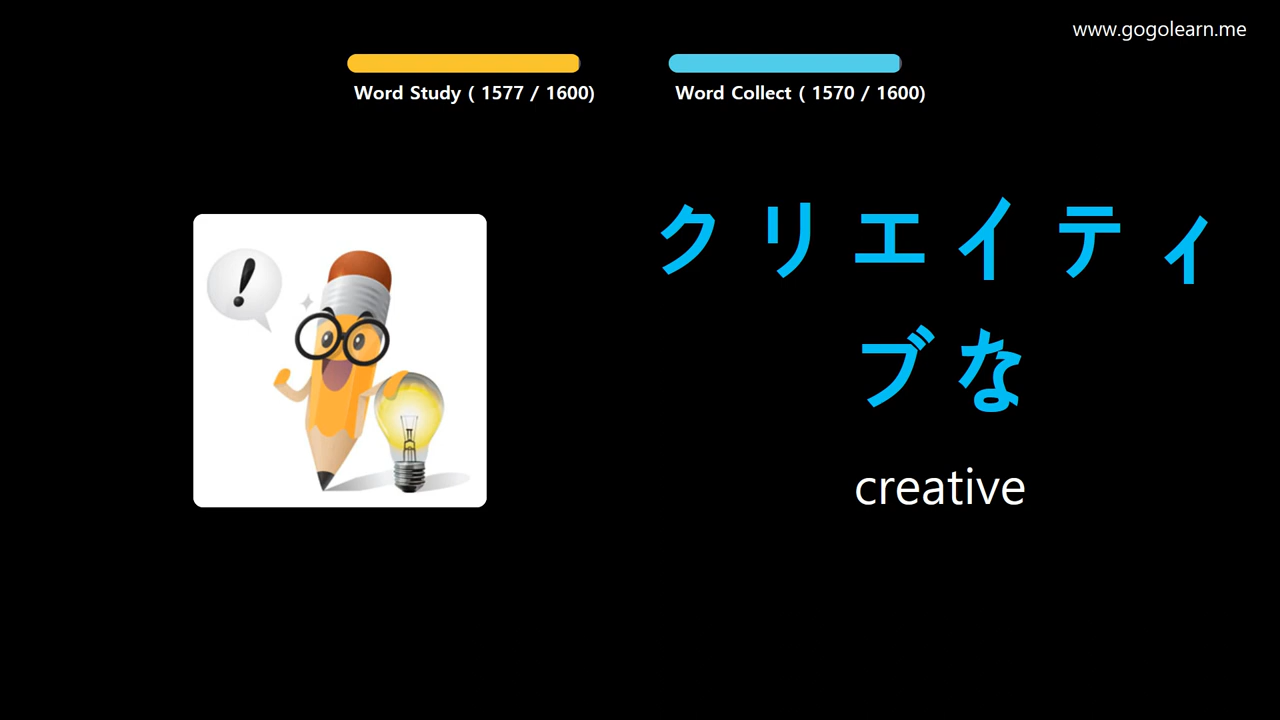 www.gogolearn.me
Word Study ( 1577 / 1600)
Word Collect ( 1570 / 1600)
!
クリエイティ
ブな
creative